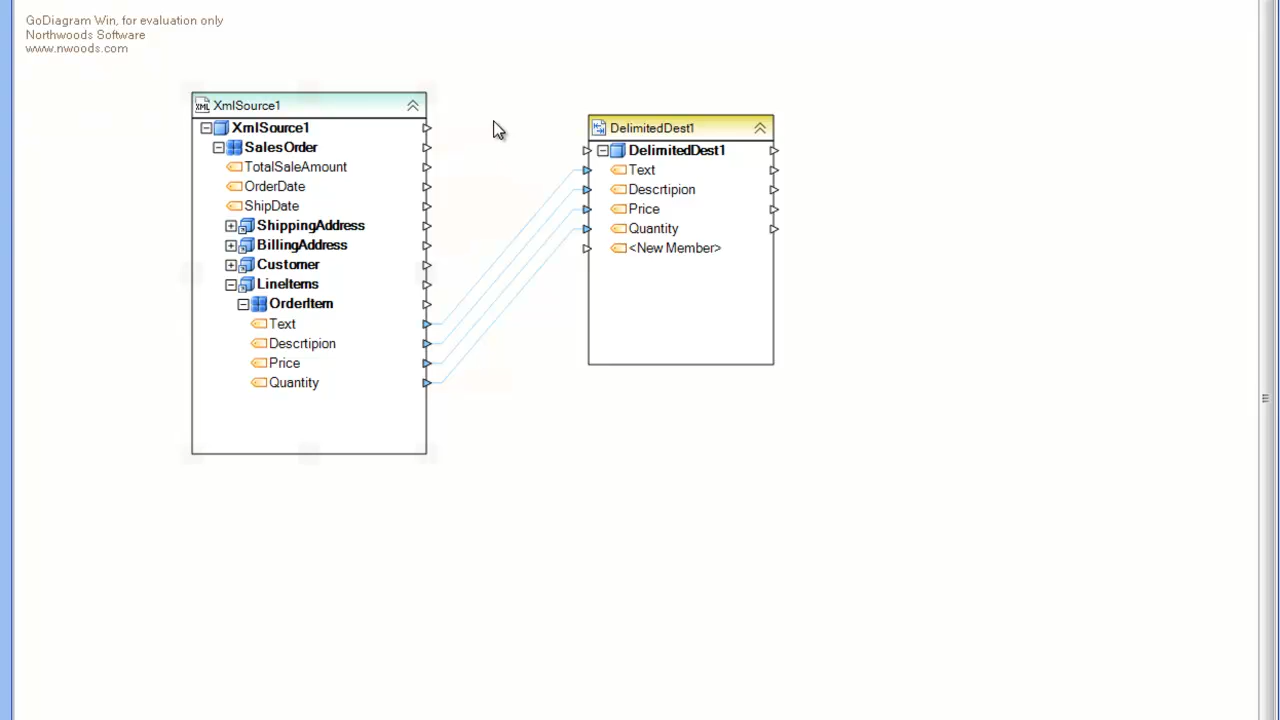 GoDiagram Win, for evaluation only
Northwoods Software
www.nwoods.com
XML XmlSource1
XmlSource1
SalesOrder
TotalSaleAmount
OrderDate
ShipDate
ShippingAddress
BillingAddress
Customer
LineItems
OrderItem
Text
Descrtipion
Price
Quantity
DelimitedDest1
DelimitedDest1
Text
Descrtipion
Price
Quantity
<New Member>